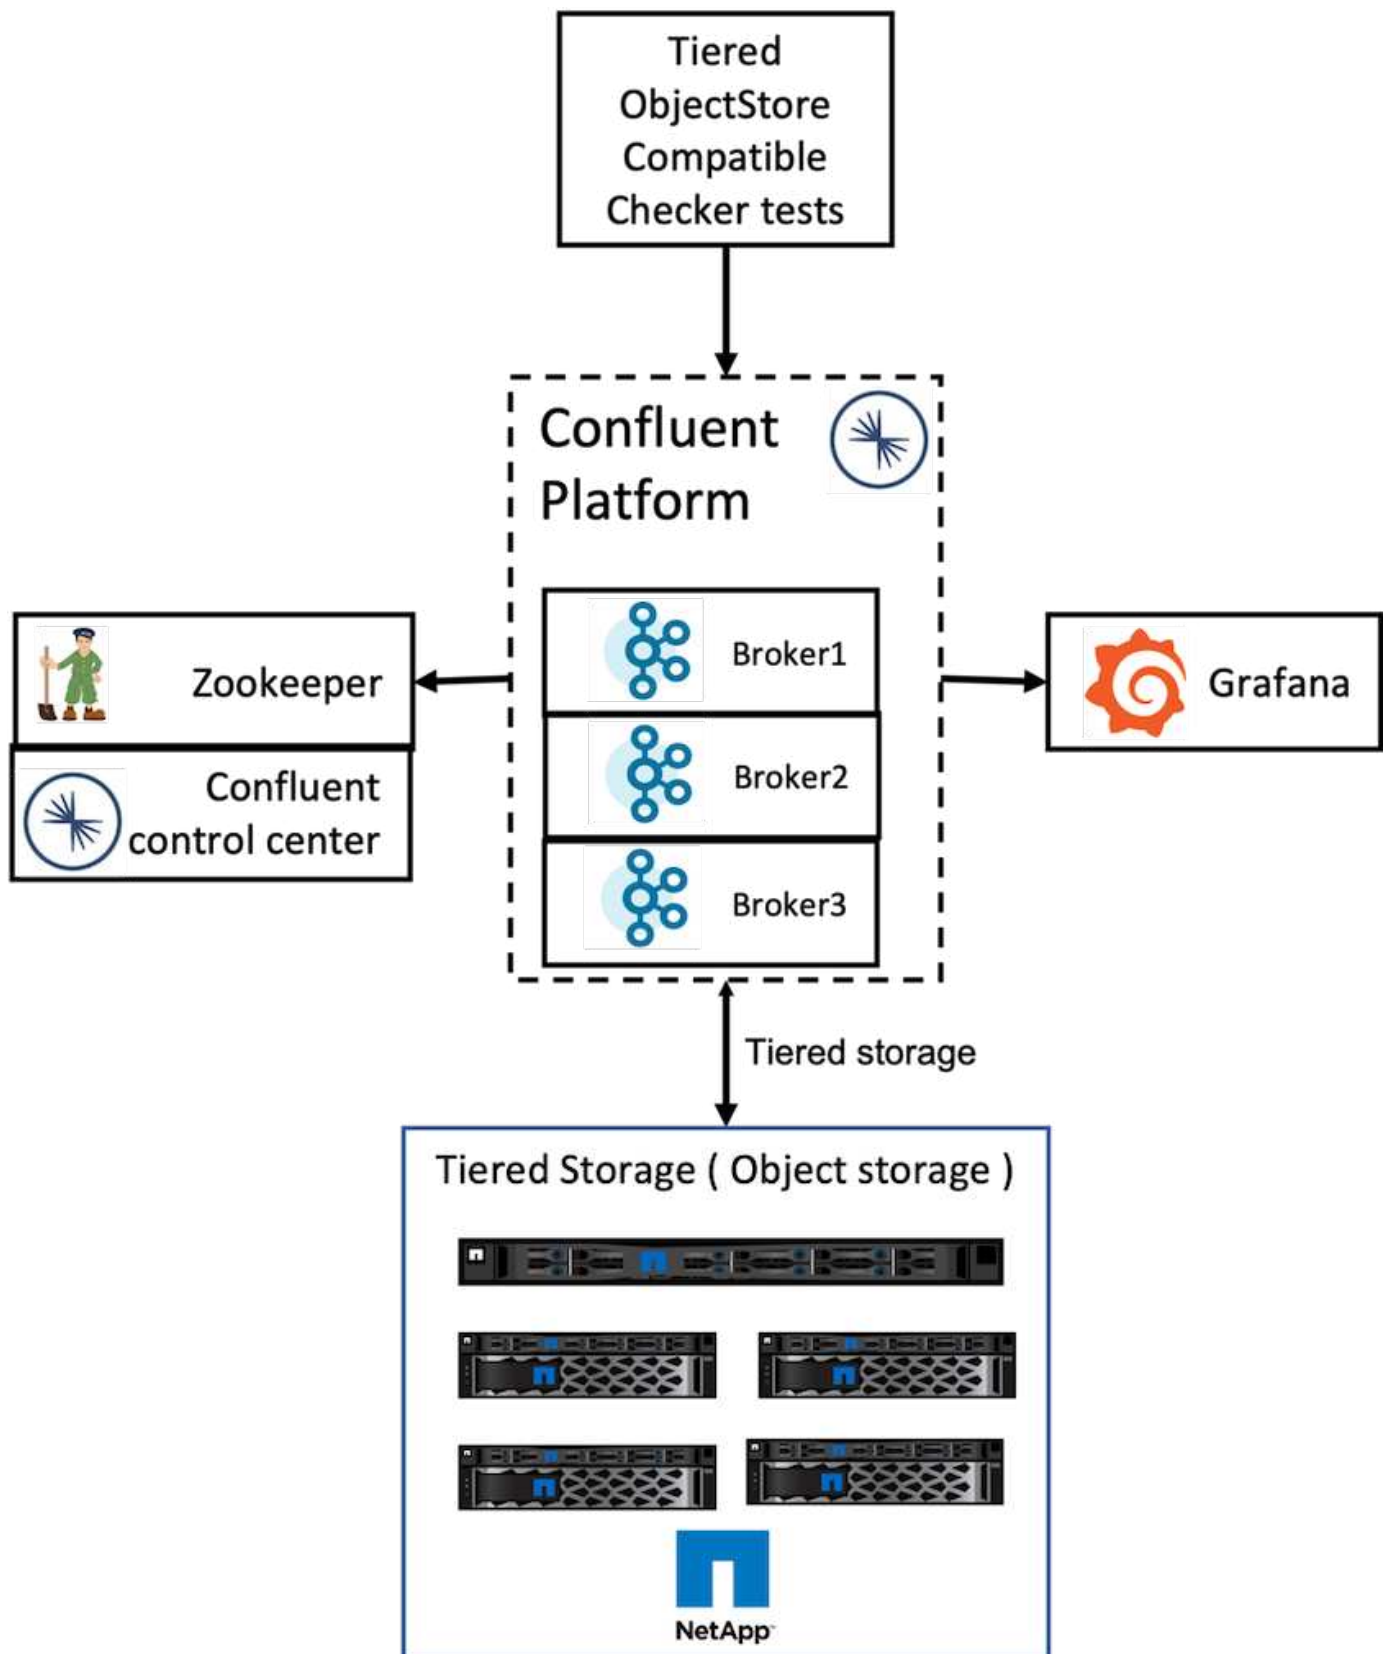 Tiered
ObjectStore
Compatible
Checker tests
Confluent
Platform
Broker1
Zookeeper
Grafana
Broker2
Confluent
control center
Broker3
Tiered storage
Tiered Storage ( Object storage )
NetApp